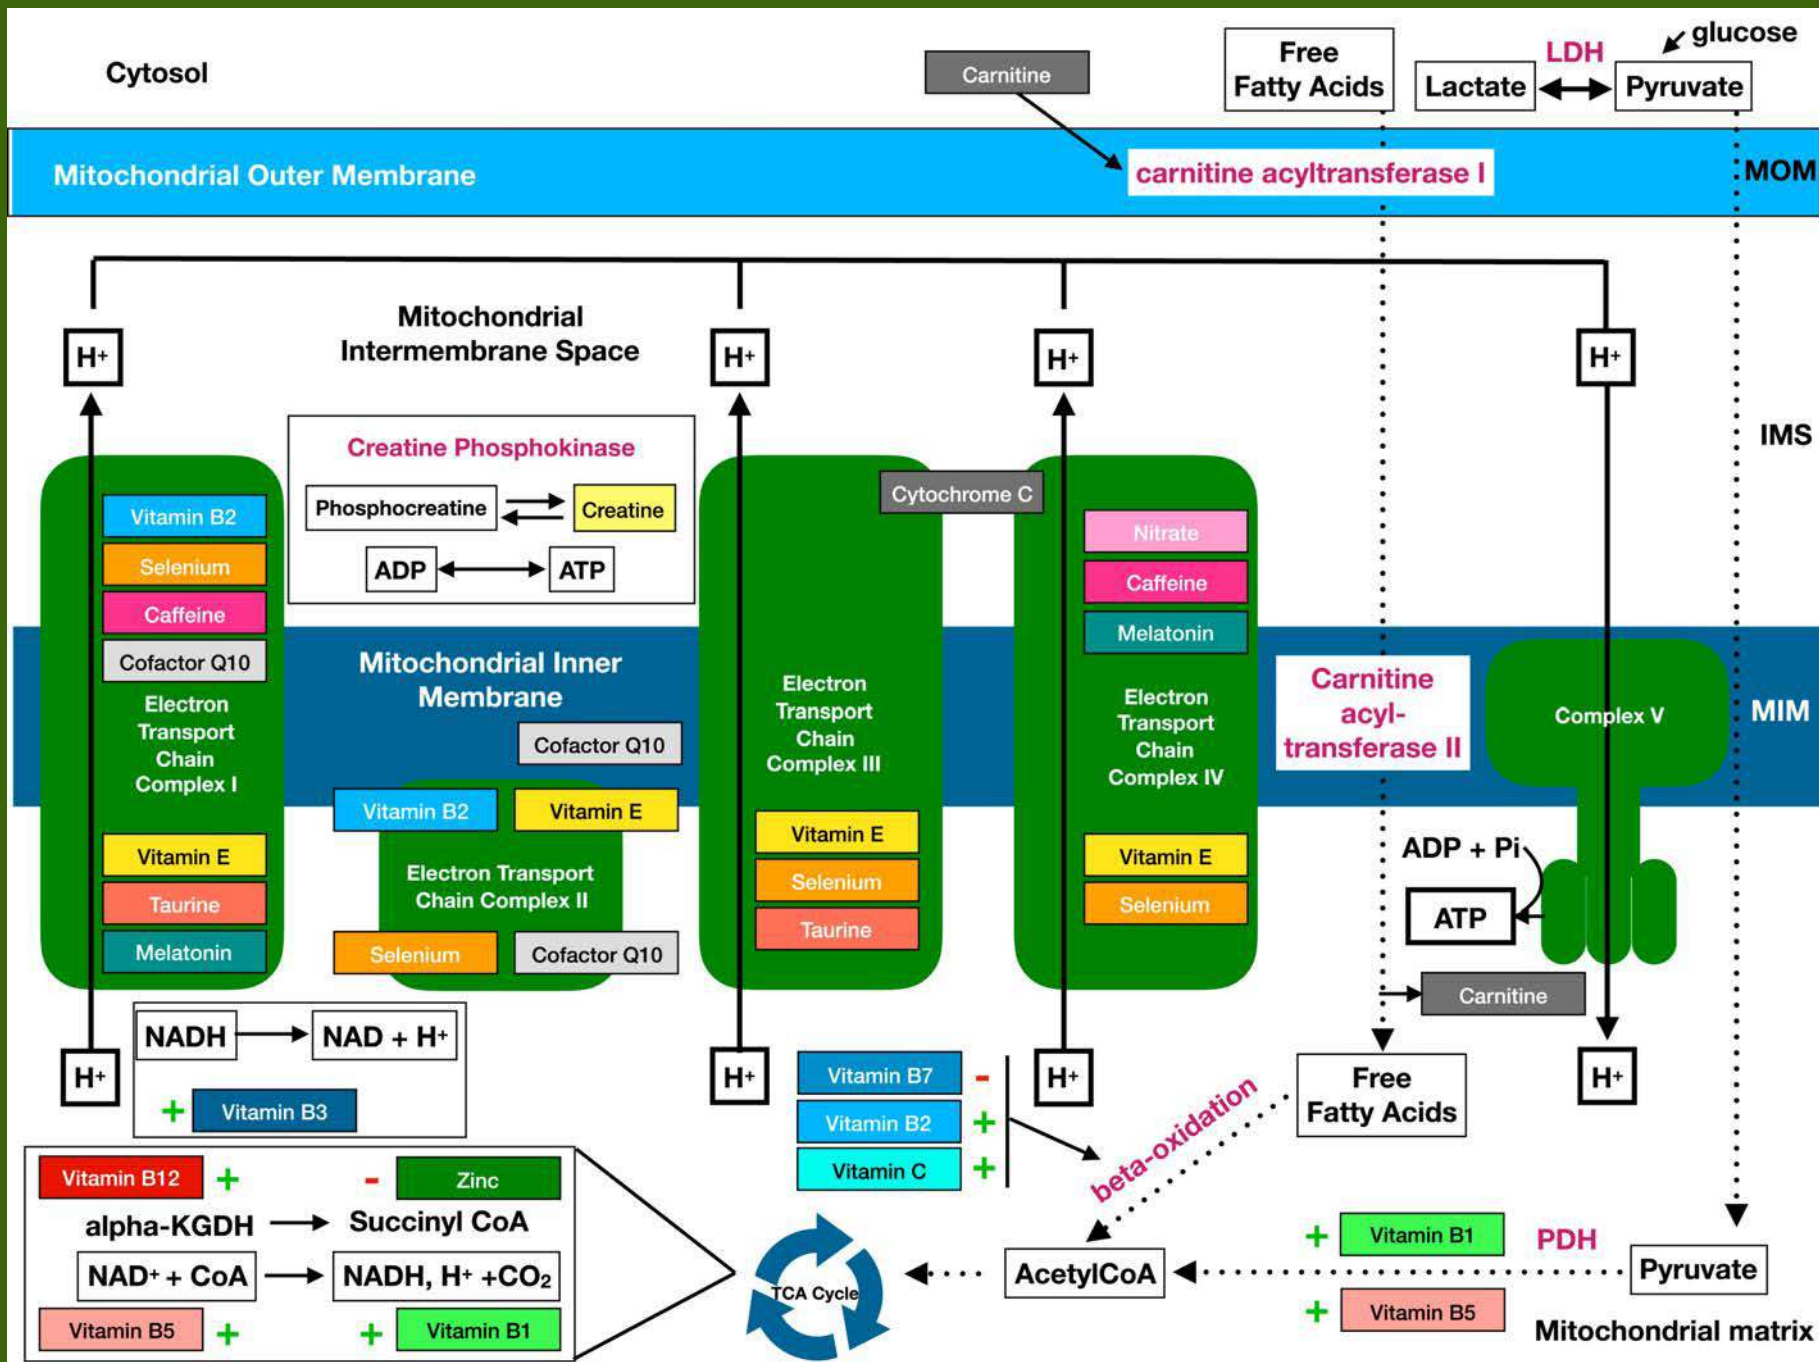 Cytosol
Carnitine
Free
Fatty Acids
Lactate
LDH
Pyruvate
glucose
Mitochondrial Outer Membrane
carnitine acyltransferase I
MOM
Mitochondrial
Intermembrane Space
H+
H+
H+
H+
IMS
Creatine Phosphokinase
Phosphocreatine
Creatine
ADP
ATP
Cytochrome C
Vitamin B2
Selenium
Caffeine
Cofactor Q10
Electron
Transport
Chain
Complex I
Vitamin E
Taurine
Melatonin
Mitochondrial Inner
Membrane
Cofactor Q10
Vitamin B2
Vitamin E
Electron Transport
Chain Complex II
Selenium
Cofactor Q10
Electron
Transport
Chain
Complex III
Vitamin E
Selenium
Taurine
Nitrate
Caffeine
Melatonin
Electron
Transport
Chain
Complex IV
Vitamin E
Selenium
Carnitine
acyl-
transferase II
Complex V
MIM
ADP + Pi
ATP
Carnitine
NADH
NAD + H+
+
Vitamin B3
H+
H+
H+
H+
Vitamin B7 -
Vitamin B2 +
Vitamin C +
beta-oxidation
Free
Fatty Acids
Vitamin B12 +
- Zinc
alpha-KGDH
Succinyl CoA
NAD+ + CoA
NADH, H+ +CO2
Vitamin B5 +
+ Vitamin B1
TCA Cycle
AcetylCoA
+ Vitamin B1
PDH
+ Vitamin B5
Pyruvate
Mitochondrial matrix